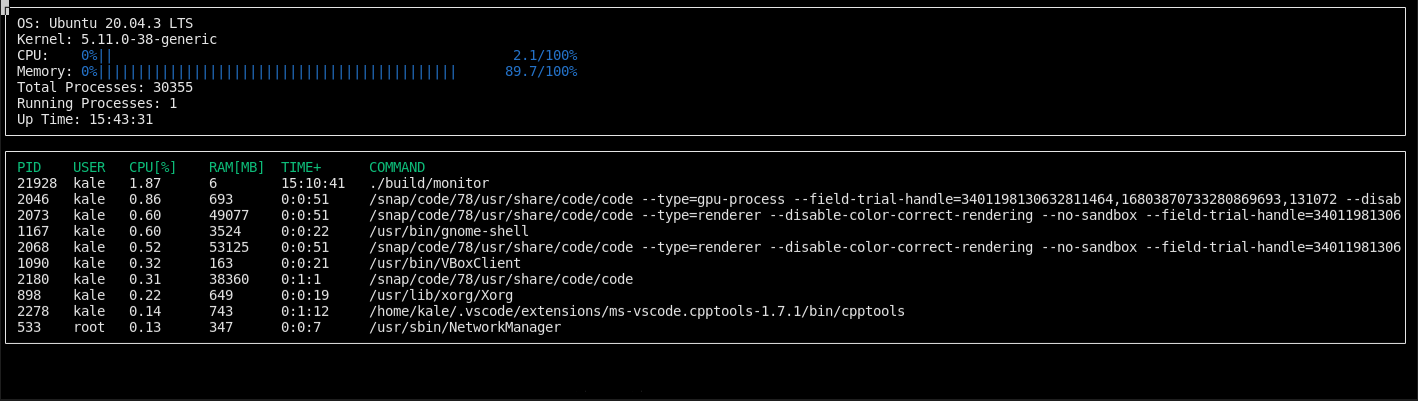 OS: Ubuntu 20.04.3 LTS
Kernel: 5.11.0-38-generic
CPU: 0%|| 2.1/100%
Memory: 0%||||||||||||||||||||||||||||||||||||||||||||| 89.7/100%
Total Processes: 30355
Running Processes: 1
Up Time: 15:43:31
PID USER CPU[%] RAM[MB] TIME+ COMMAND
21928 kale 1.87 6 15:10:41 ./build/monitor
2046 kale 0.86 693 0:0:51 /snap/code/78/usr/share/code/code --type=gpu-process --field-trial-handle=3401198130632811464,16803870733280869693,131072 --disab
2073 kale 0.60 49077 0:0:51 /snap/code/78/usr/share/code/code --type=renderer --disable-color-correct-rendering --no-sandbox --field-trial-handle=34011981306
1167 kale 0.60 3524 0:0:22 /usr/bin/gnome-shell
2068 kale 0.52 53125 0:0:51 /snap/code/78/usr/share/code/code --type=renderer --disable-color-correct-rendering --no-sandbox --field-trial-handle=34011981306
1090 kale 0.32 163 0:0:21 /usr/bin/VBoxClient
2180 kale 0.31 38360 0:1:1 /snap/code/78/usr/share/code/code
898 kale 0.22 649 0:0:19 /usr/lib/xorg/Xorg
2278 kale 0.14 743 0:1:12 /home/kale/.vscode/extensions/ms-vscode.cpptools-1.7.1/bin/cpptools
533 root 0.13 347 0:0:7 /usr/sbin/NetworkManager